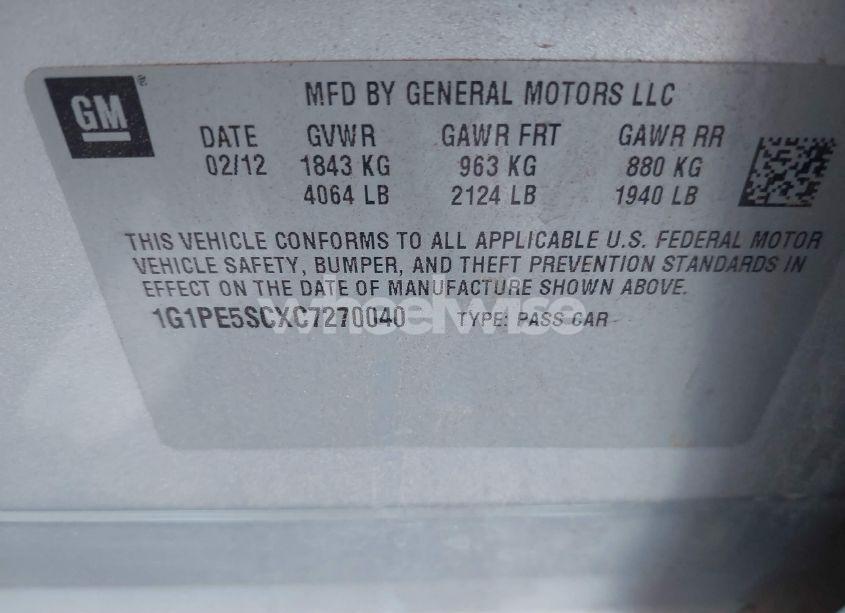 GM ®
MFD BY GENERAL MOTORS LLC
DATE GVWR GAWR FRT GAWR RR
02/12 1843 KG 963 KG 880 KG
4064 LB 2124 LB 1940 LB
THIS VEHICLE CONFORMS TO ALL APPLICABLE U.S. FEDERAL MOTOR
VEHICLE SAFETY, BUMPER, AND THEFT PREVENTION STANDARDS IN
EFFECT ON THE DATE OF MANUFACTURE SHOWN ABOVE.
1G1PE5SCXC7270040 TYPE: PASS CAR
wheelwise